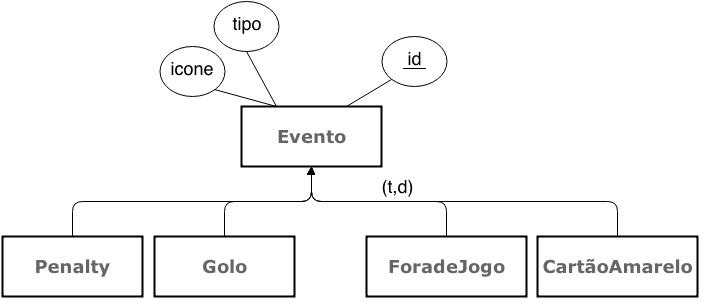 tipo
icone
id
Evento
(t,d)
Penalty
Golo
ForadeJogo
CartãoAmarelo